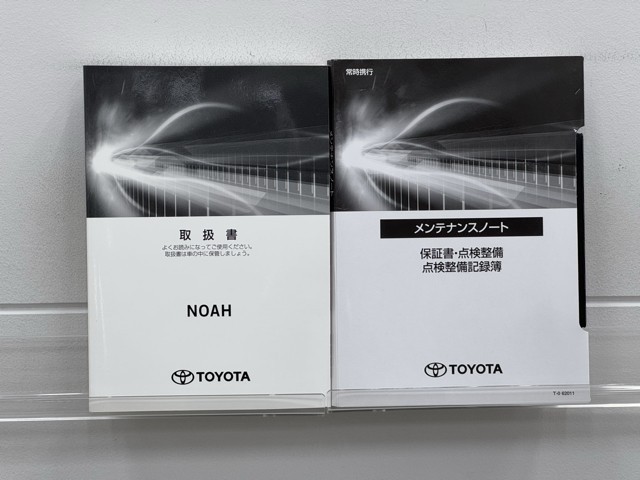 取扱書
よくお読みになってご使用ください。
取扱書は車の中に保管しましょう。
NOAH
TOYOTA
常時携行
メンテナンスノート
保証書・点検整備
点検整備記録簿
TOYOTA